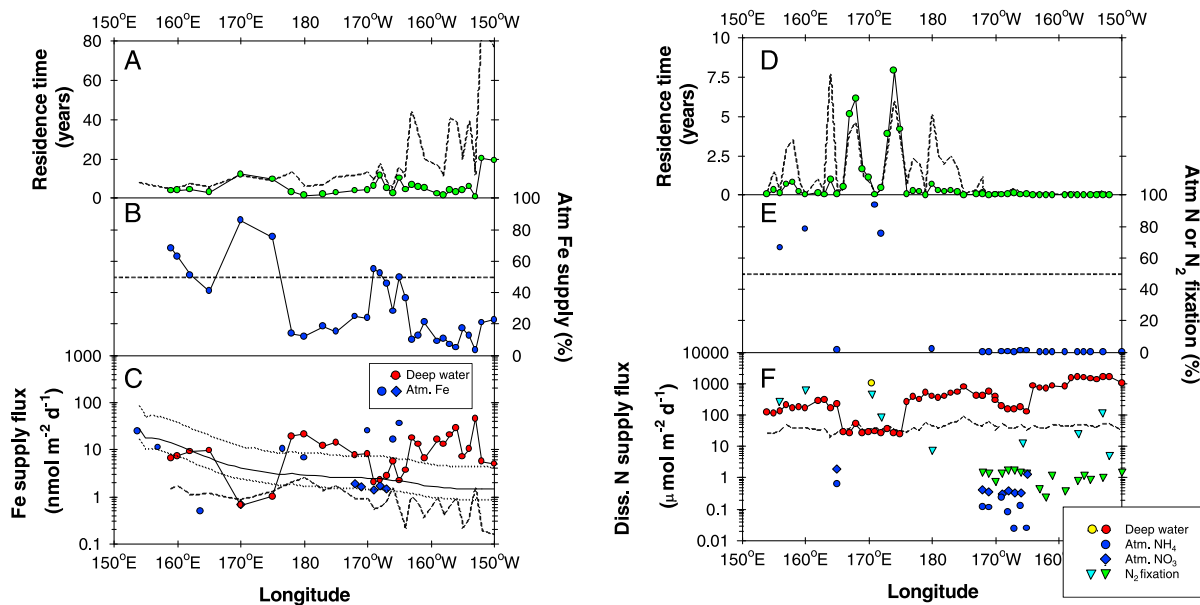 150°E 160°E 170°E 180° 170°W 160°W 150°W
80
60
40
20
0
Residence time
(years)
A
100
80
60
40
20
0
Atm Fe supply (%)
B
1000
100
10
1
0.1
Fe supply flux
(nmol m-2 d-1)
C
Deep water
Atm. Fe
150°E 160°E 170°E 180° 170°W 160°W 150°W
Longitude
150°E 160°E 170°E 180° 170°W 160°W 150°W
10
7.5
5
2.5
0
Residence time
(years)
D
100
80
60
40
20
0
Atm N or
N2 fixation (%)
E
10000
1000
100
10
1
0.1
0.01
Diss. N supply flux
(μmol m-2 d-1)
F
Deep water
Atm. NH4
Atm. NO3
N2 fixation
150°E 160°E 170°E 180° 170°W 160°W 150°W
Longitude